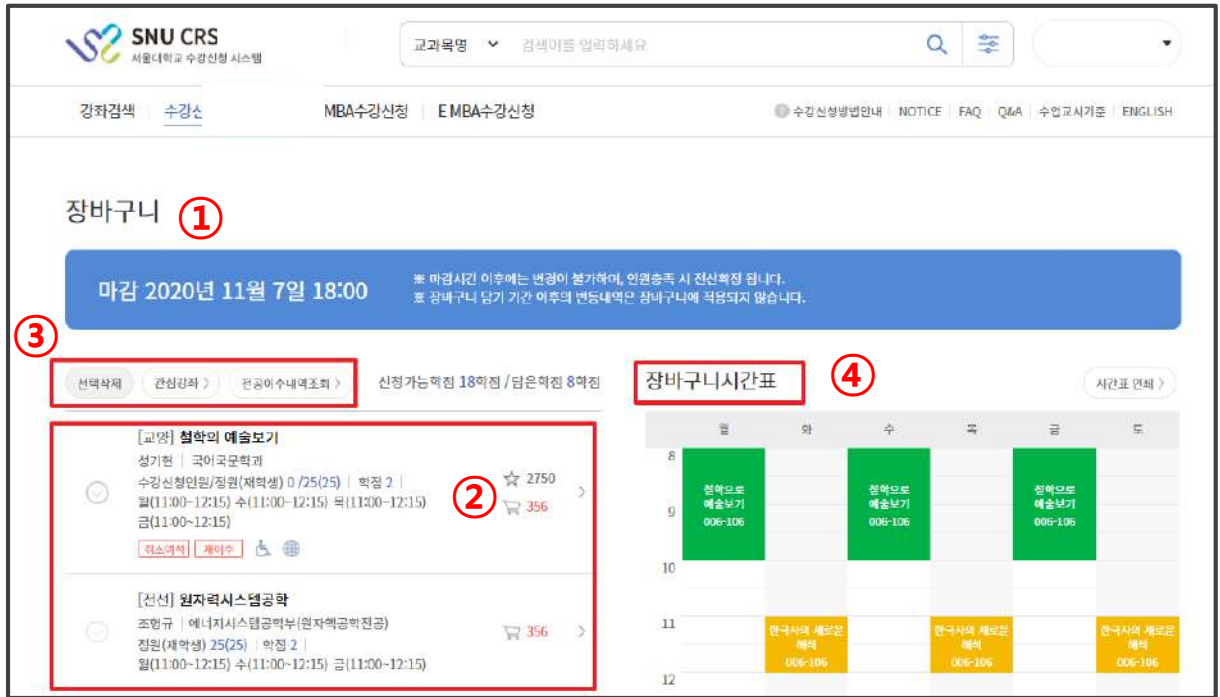 SNU CRS
서울대학교 수강신청 시스템
교과목명
검색어를 입력하세요
강좌검색 수강신 MBA수강신청 E MBA수강신청
수강신청방법안내 NOTICE FAQ Q&A 수업교시기준 ENGLISH
장바구니 ①
마감 2020년 11월 7일 18:00
※ 마감시간 이후에는 변경이 불가하며, 인원충족 시 전산확정 됩니다.
※ 장바구니 담기 기간 이후의 변동내역은 장바구니에 적용되지 않습니다.
③
선택삭제 관심강좌 전공이수내역조회 신청가능학점 18학점 / 담은학점 8학점
[교양] 철학의 예술보기
성기헌 국어국문학과
수강신청인원/정원(재학생) 0 /25(25) 학점 2
월(11:00~12:15) 수(11:00~12:15) 목(11:00~12:15)
금(11:00~12:15)
취소여석 재이수
② 2750
356
[전선] 원자력시스템공학
조형규 에너지시스템공학부(원자핵공학전공)
정원(재학생) 25(25) 학점 2
월(11:00~12:15) 수(11:00~12:15) 금(11:00~12:15)
356
장바구니시간표 ④ 시간표 인쇄
월 화 수 목 금 토
8
철학으로 철학으로 철학으로
예술보기 예술보기 예술보기
9
006-106 006-106 006-106
10
11
한국사의 새로운 한국사의 새로운 한국사의 새로운
해석 해석 해석
006-106 006-106 006-106
12